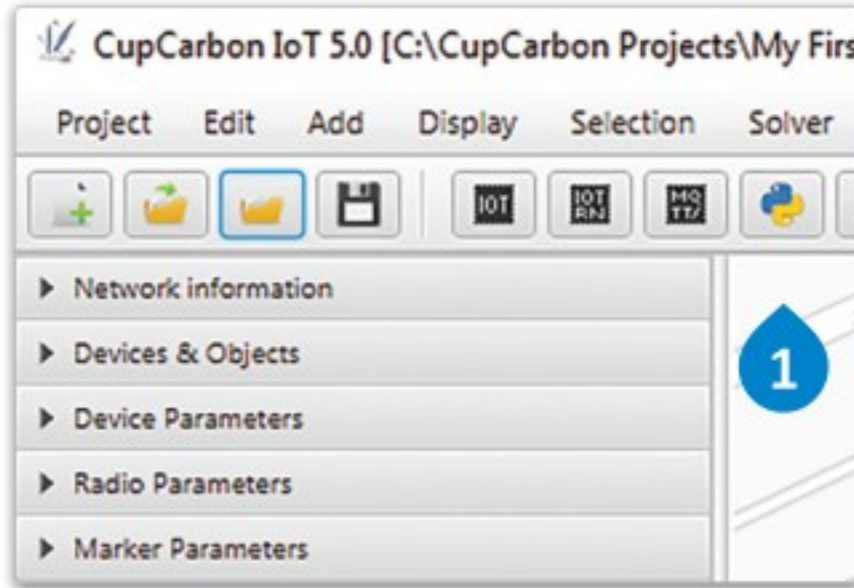 CupCarbon IoT 5.0 [C:\CupCarbon Projects\My Firs
Project Edit Add Display Selection Solver
IOT IOT RN MQ TT/
Network information
Devices & Objects
1
Device Parameters
Radio Parameters
Marker Parameters